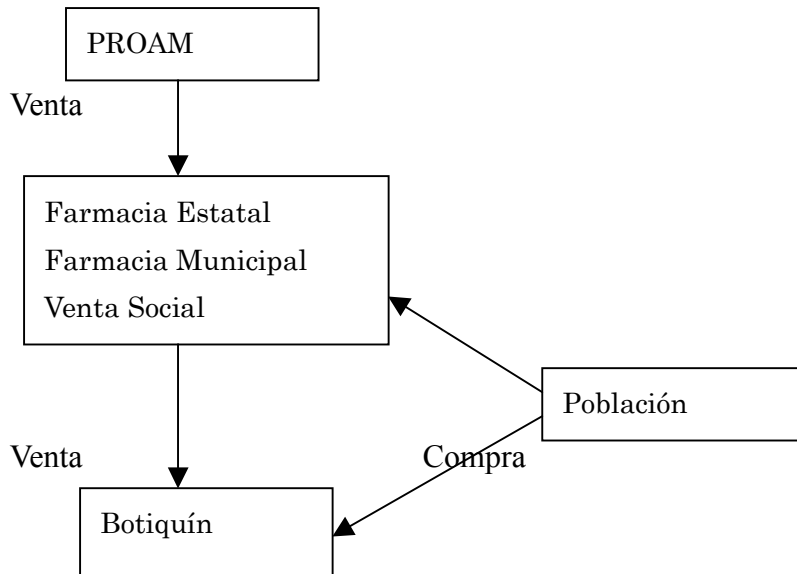 PROAM
Venta
Farmacia Estatal
Farmacia Municipal
Venta Social
Población
Venta
Compra
Botiquín